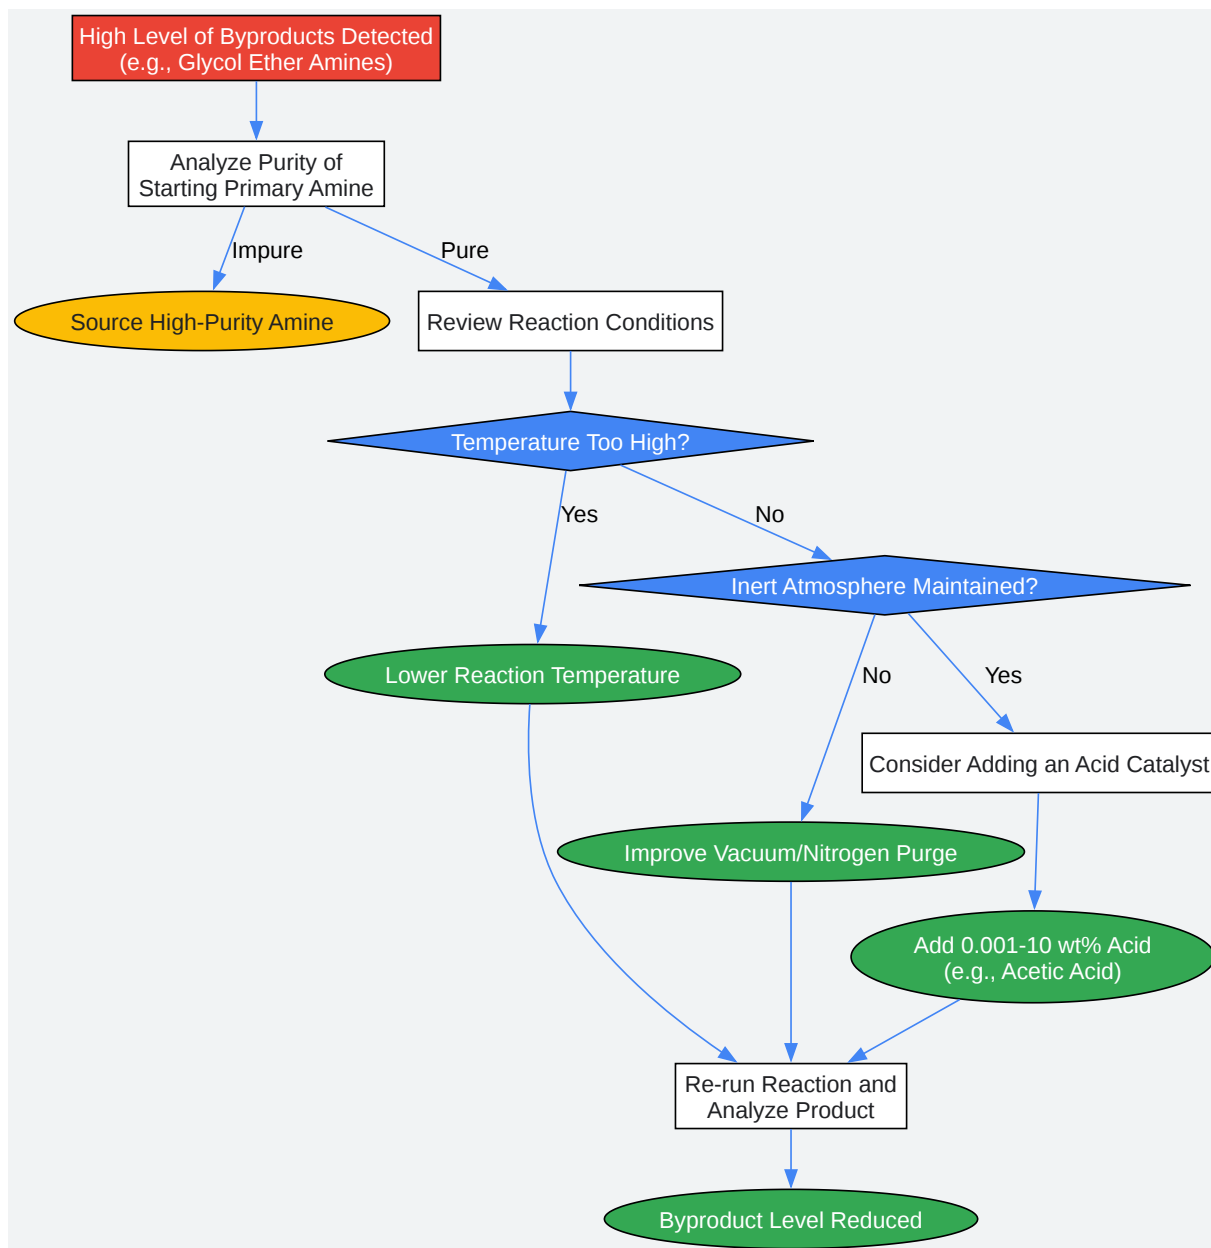 High Level of Byproducts Detected
(e.g., Glycol Ether Amines)
Analyze Purity of
Starting Primary Amine
Impure
Pure
Source High-Purity Amine
Review Reaction Conditions
Temperature Too High?
Yes
No
Inert Atmosphere Maintained?
Lower Reaction Temperature
No
Yes
Consider Adding an Acid Catalyst
Improve Vacuum/Nitrogen Purge
Add 0.001-10 wt% Acid
(e.g., Acetic Acid)
Re-run Reaction and
Analyze Product
Byproduct Level Reduced